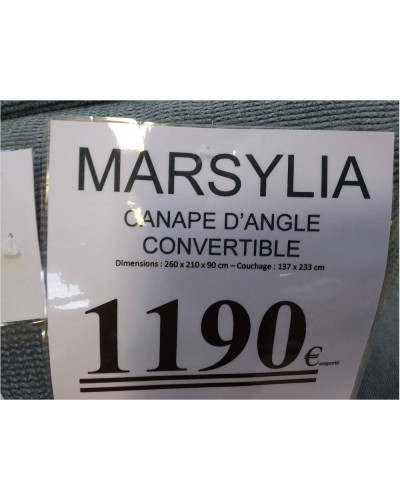 MARSYLIA
CANAPE D'ANGLE
CONVERTIBLE
Dimensions : 260 x 210 x 90 cm – Couchage : 137 x 233 cm
1190€